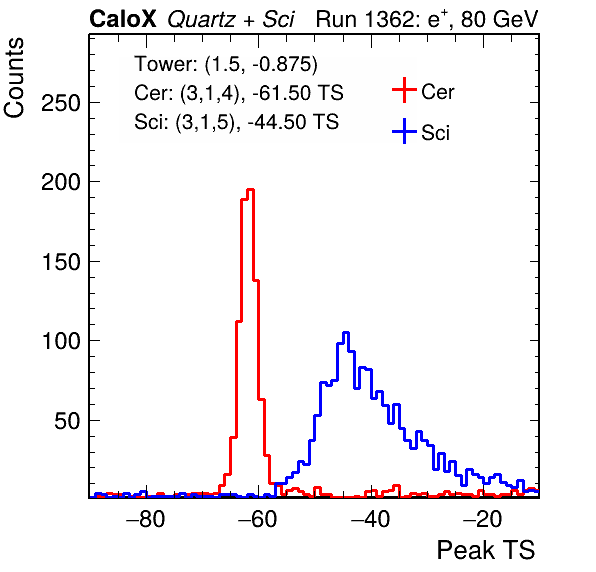 CaloX Quartz + Sci Run 1362: e⁺, 80 GeV
Counts
Tower: (1.5, -0.875)
Cer: (3,1,4), -61.50 TS
Sci: (3,1,5), -44.50 TS
Cer
Sci
250
200
150
100
50
−80 −60 −40 −20
Peak TS